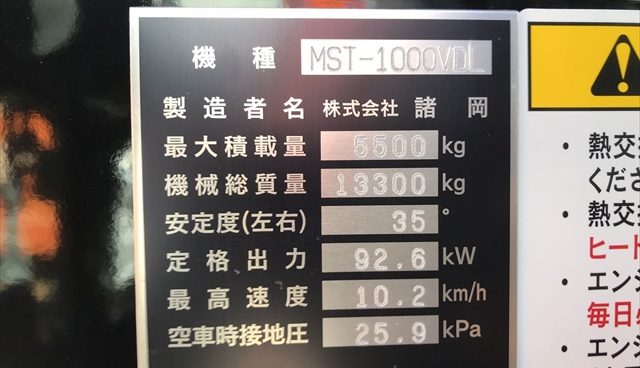 機種 MST-1000VDL
製造者名 株式会社 諸岡
最大積載量 5500 kg
機械総質量 13300 kg
安定度(左右) 35 °
定格出力 92.6 kW
最高速度 10.2 km/h
空車時接地圧 25.9 kPa
・熱交
くださ
・熱交
ヒート
・エンジ
毎日必
・エンジ